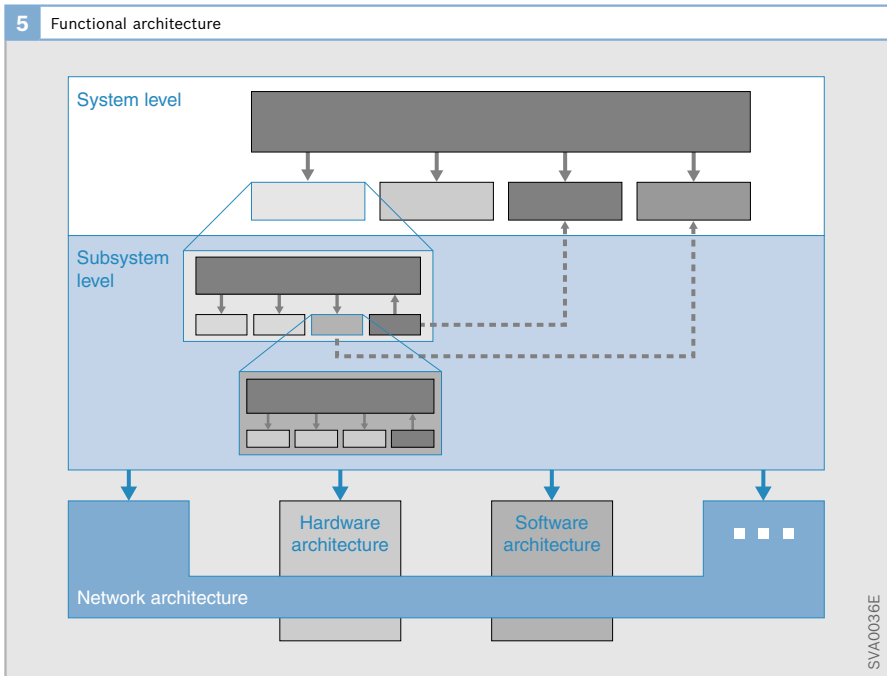 5 Functional architecture
System level
Subsystem
level
Hardware
architecture
Software
architecture
Network architecture
SVA0036E